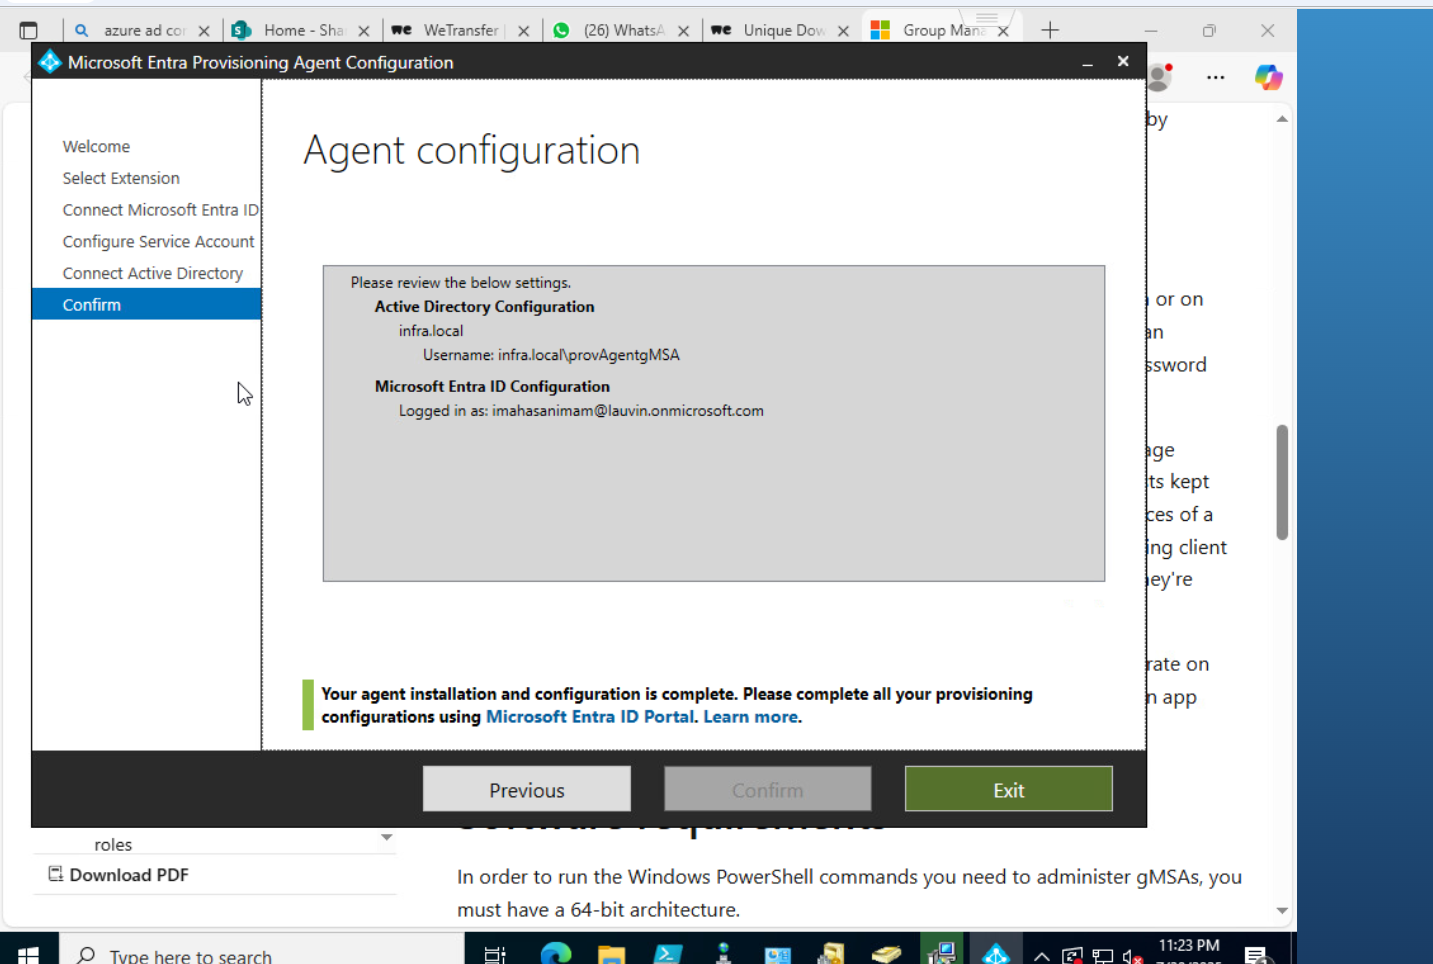 azure ad cor
Home - Sha
WeTransfer
(26) WhatsA
Unique Dow
Group Mana
Microsoft Entra Provisioning Agent Configuration
Welcome
Select Extension
Connect Microsoft Entra ID
Configure Service Account
Connect Active Directory
Confirm
Agent configuration
Please review the below settings.
Active Directory Configuration
infra.local
Username: infra.local\provAgentgMSA
Microsoft Entra ID Configuration
Logged in as: imahasanimam@lauvin.onmicrosoft.com
Your agent installation and configuration is complete. Please complete all your provisioning
configurations using Microsoft Entra ID Portal. Learn more.
Previous
Confirm
Exit
by
or on
an
ssword
age
ts kept
ces of a
ing client
ey're
rate on
n app
roles
Download PDF
In order to run the Windows PowerShell commands you need to administer gMSAs, you
must have a 64-bit architecture.
Type here to search
11:23 PM